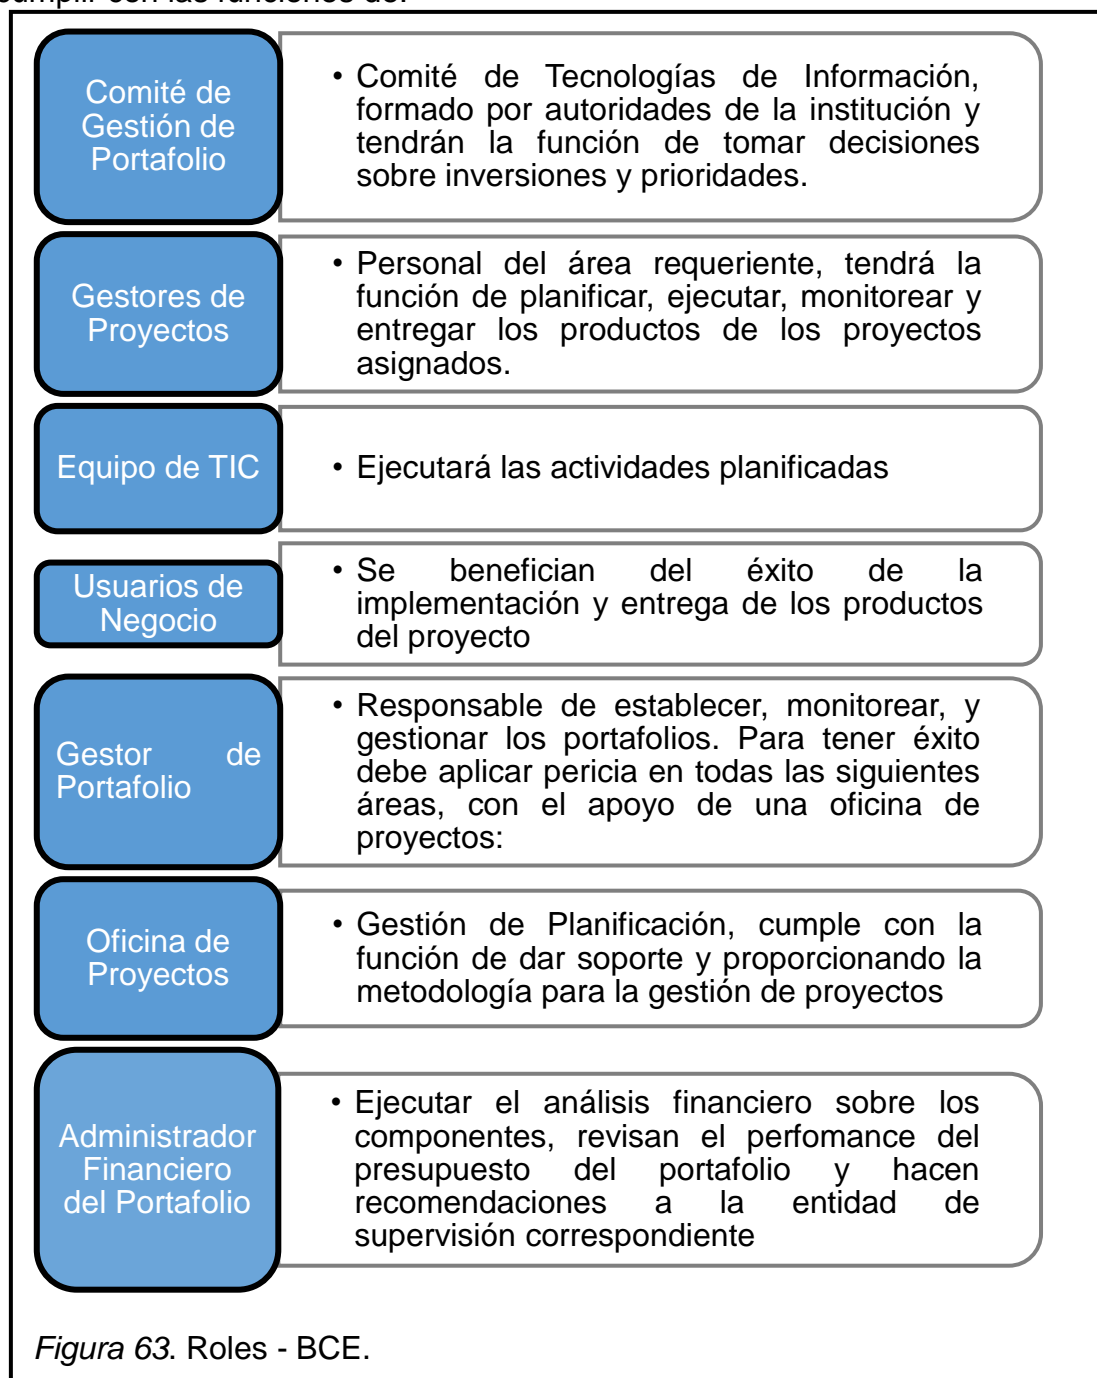 cumplir con las funciones de:
Comité de
Gestión de
Portafolio
• Comité de Tecnologías de Información,
formado por autoridades de la institución y
tendrán la función de tomar decisiones
sobre inversiones y prioridades.
Gestores de
Proyectos
• Personal del área requeriente, tendrá la
función de planificar, ejecutar, monitorear y
entregar los productos de los proyectos
asignados.
Equipo de TIC
• Ejecutará las actividades planificadas
Usuarios de
Negocio
• Se benefician del éxito de la
implementación y entrega de los productos
del proyecto
Gestor de
Portafolio
• Responsable de establecer, monitorear, y
gestionar los portafolios. Para tener éxito
debe aplicar pericia en todas las siguientes
áreas, con el apoyo de una oficina de
proyectos:
Oficina de
Proyectos
• Gestión de Planificación, cumple con la
función de dar soporte y proporcionando la
metodología para la gestión de proyectos
Administrador
Financiero
del Portafolio
• Ejecutar el análisis financiero sobre los
componentes, revisan el perfomance del
presupuesto del portafolio y hacen
recomendaciones a la entidad de
supervisión correspondiente
Figura 63. Roles - BCE.